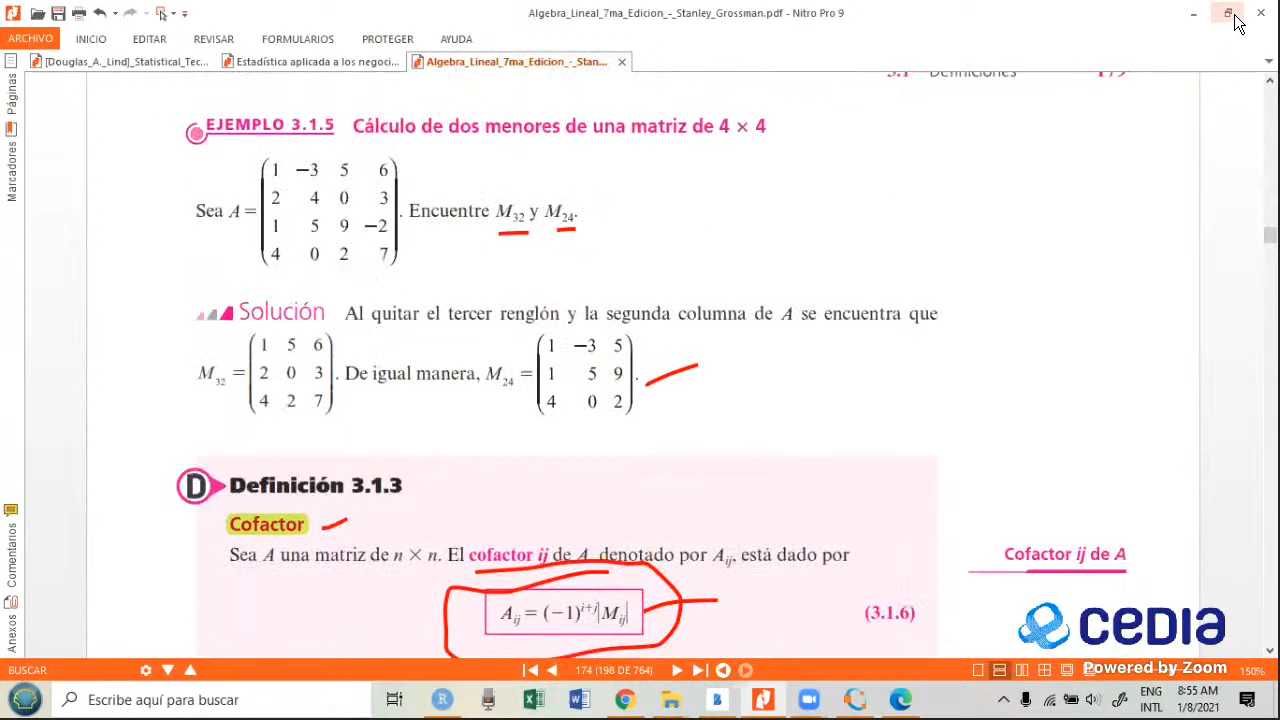 Algebra_Lineal_7ma_Edicion_-_Stanley_Grossman.pdf - Nitro Pro 9
ARCHIVO INICIO EDITAR REVISAR FORMULARIOS PROTEGER AYUDA
[Douglas_A._Lind]_Statistical_Tec... Estadística aplicada a los negoci... Algebra_Lineal_7ma_Edicion_-_Stan...
Páginas
Marcadores
Comentarios
Anexos
3.1 Definiciones 179
EJEMPLO 3.1.5 Cálculo de dos menores de una matriz de 4 × 4
1 −3 5 6
2 4 0 3
Sea A = . Encuentre M32 y M24.
1 5 9 −2
4 0 2 7
Solución Al quitar el tercer renglón y la segunda columna de A se encuentra que
1 5 6 1 −3 5
M32 = 2 0 3 . De igual manera, M24 = 1 5 9 .
4 2 7 4 0 2
D Definición 3.1.3
Cofactor
Sea A una matriz de n × n. El cofactor ij de A, denotado por Aij, está dado por
Cofactor ij de A
Aij = (−1)i+j|Mij| (3.1.6)
cedia
Powered by Zoom
BUSCAR 174 (198 DE 764) 150%
Escribe aquí para buscar
ENG
INTL
8:55 AM
1/8/2021